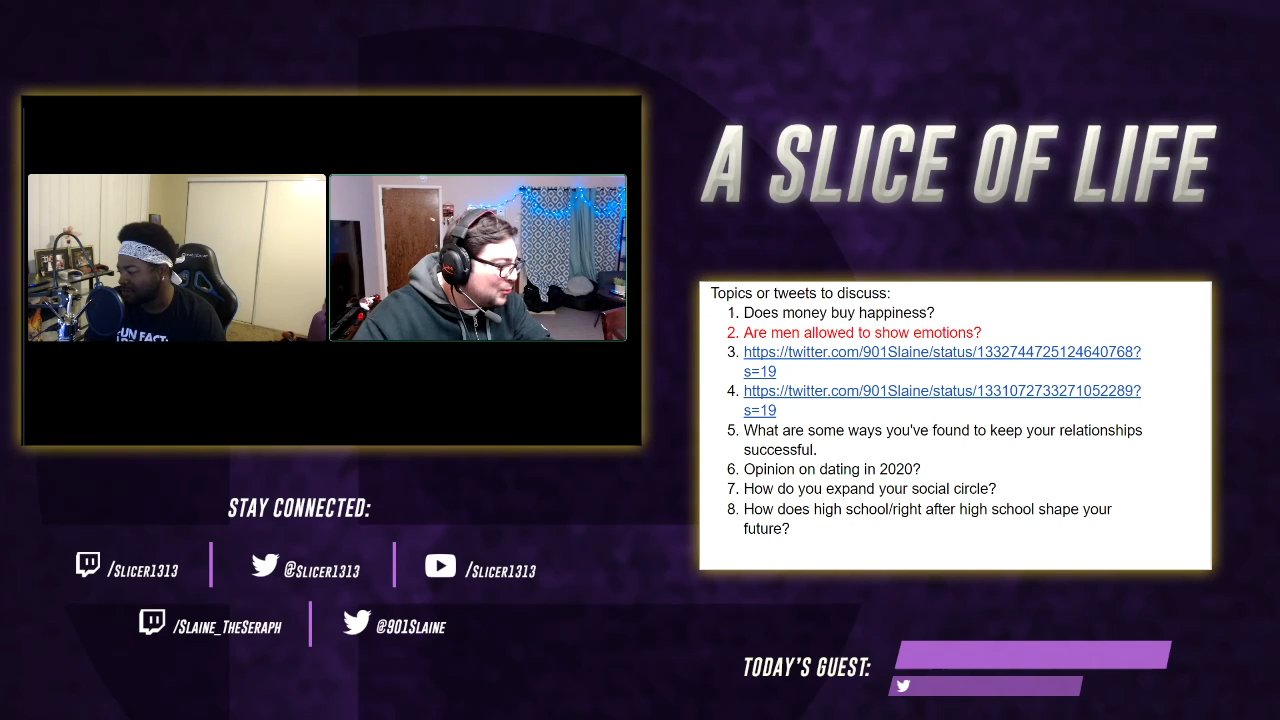 A SLICE OF LIFE
UN FACT:
Topics or tweets to discuss:
1. Does money buy happiness?
2. Are men allowed to show emotions?
3. https://twitter.com/901Slaine/status/1332744725124640768?
s=19
4. https://twitter.com/901Slaine/status/1331072733271052289?
s=19
5. What are some ways you've found to keep your relationships
successful.
6. Opinion on dating in 2020?
7. How do you expand your social circle?
8. How does high school/right after high school shape your
future?
STAY CONNECTED:
/SLICER1313
@SLICER1313
/SLICER1313
/SLAINE_THESERAPH
@901SLAINE
TODAY'S GUEST: